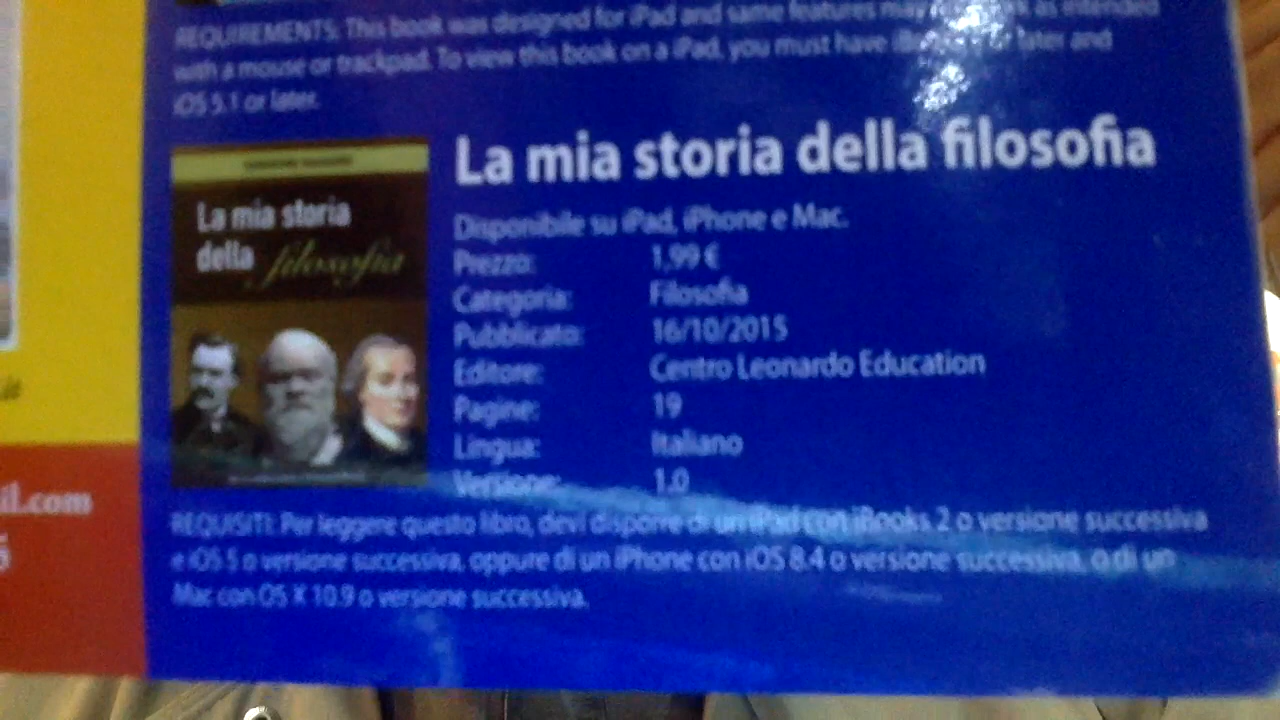 REQUIREMENTS: This book was designed for iPad and some features may as intended
with a mouse or trackpad. To view this book on a iPad, you must have later and
iOS 5.1 or later.
La mia storia della filosofia
La mia storia
della filosofia
Disponibile su iPad, iPhone e Mac.
Prezzo: 1,99 €
Categoria: Filosofia
Pubblicato: 16/10/2015
Editore: Centro Leonardo Education
Pagine: 19
Lingua: Italiano
Versione: 1.0
REQUISITI: Per leggere questo libro, devi disporre di un iPad con iBooks 2 o versione successiva
e iOS 5 o versione successiva, oppure di un iPhone con iOS 8.4 o versione successiva, o di un
Mac con OS X 10.9 o versione successiva.
il.com